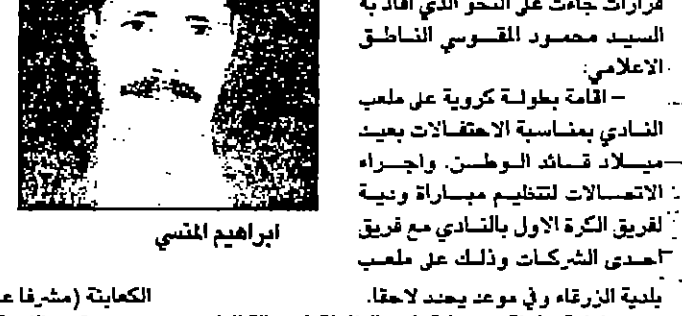 قرارات جاءت على النحو الذي افاد به
السيد محمود المقوسي الناطق
الاعلامي:
– اقامة بطولة كروية على ملعب
النادي بمناسبة الاحتفالات بعيد
ميلاد قائد الوطن. واجراء
الاتصالات لتنظيم مباراة ودية
لفريق الكرة الاول بالنادي مع فريق
احدى الشركات وذلك على ملعب
بلدية الزرقاء وفي موعد يحدد لاحقا.
ابراهيم المنسي
الكعابنة (مشرفا